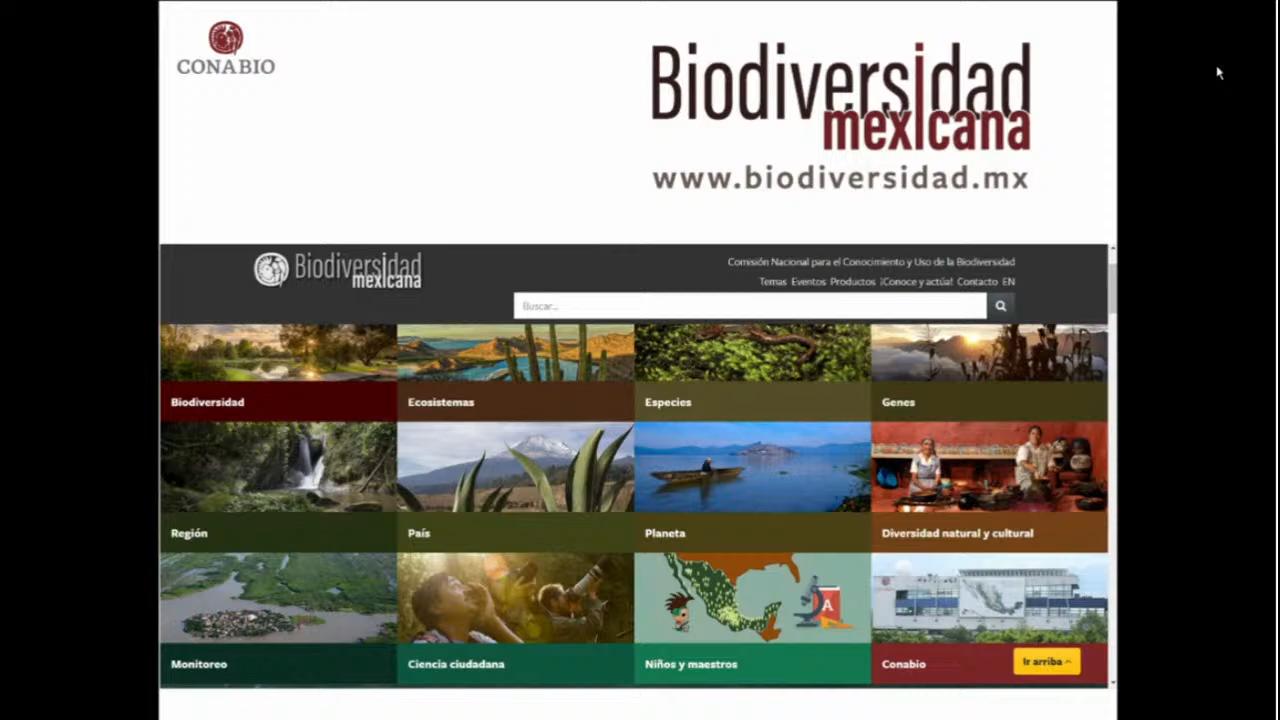 CONABIO
Biodiversidad
mexicana
www.biodiversidad.mx
Biodiversidad
mexicana
Comisión Nacional para el Conocimiento y Uso de la Biodiversidad
Temas Eventos Productos ¡Conoce y actúa! Contacto EN
Buscar...
Biodiversidad
Ecosistemas
Especies
Genes
Región
País
Planeta
Diversidad natural y cultural
A
Monitoreo
Ciencia ciudadana
Niños y maestros
Conabio
Ir arriba